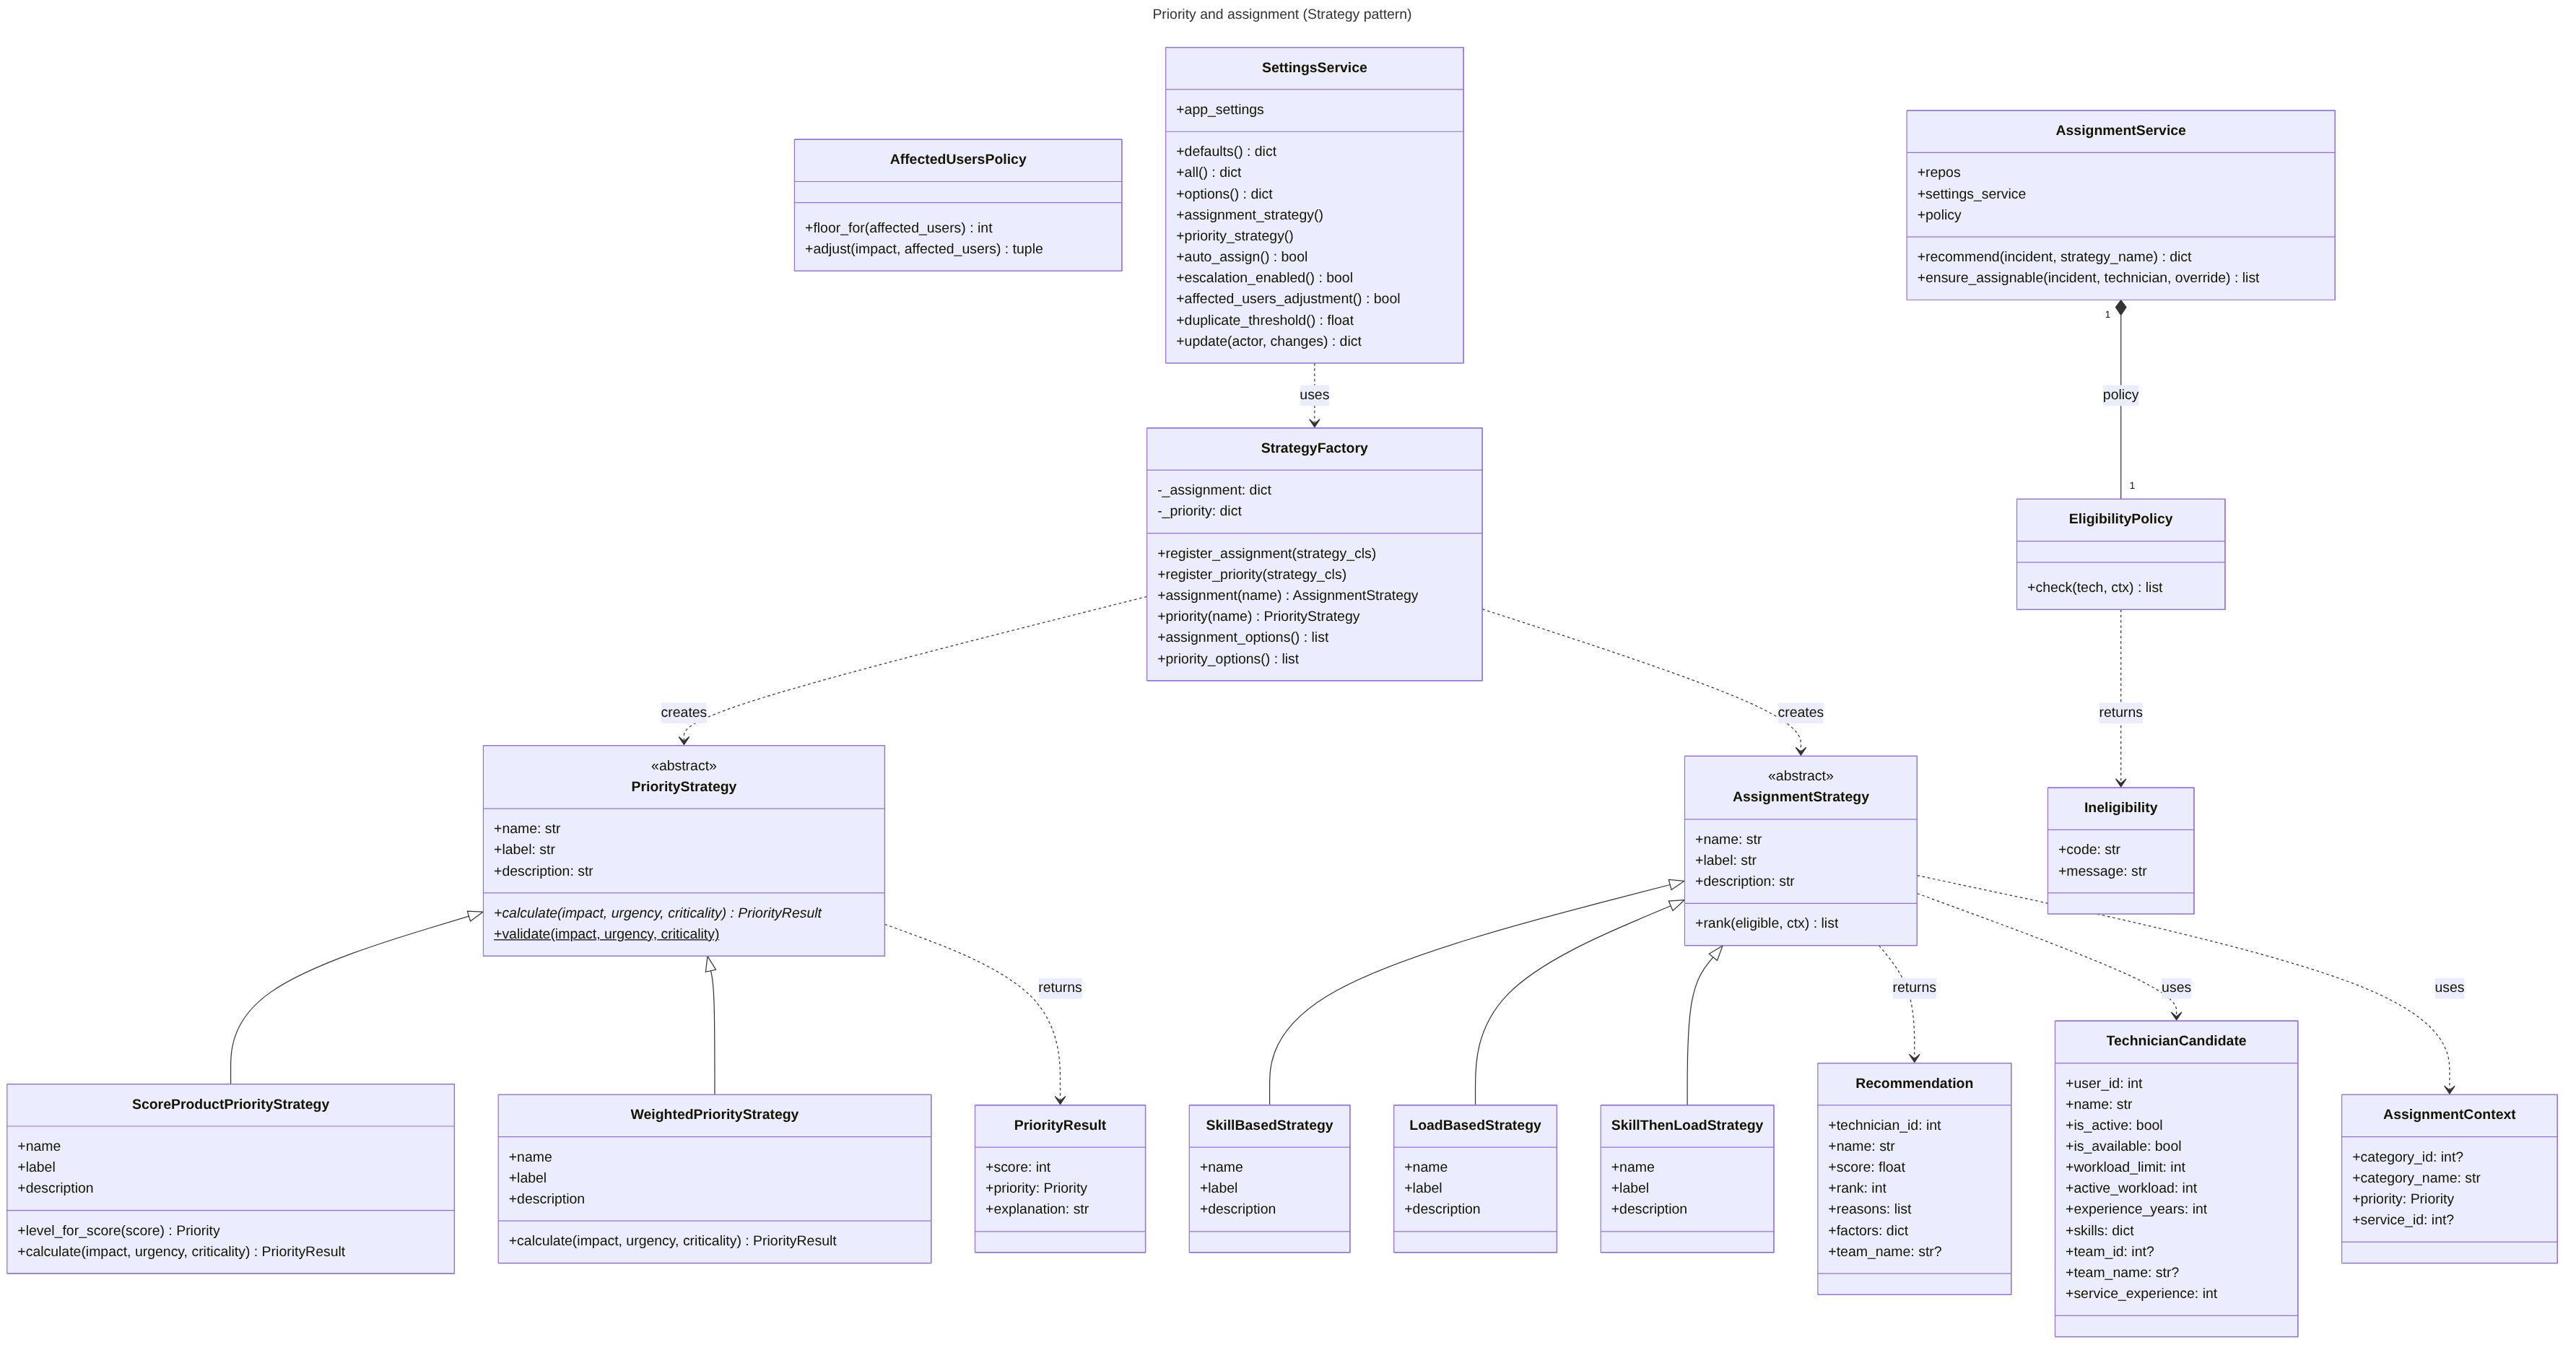 Priority and assignment (Strategy pattern)
SettingsService
+app_settings
+defaults() : dict
+all() : dict
+options() : dict
+assignment_strategy()
+priority_strategy()
+auto_assign() : bool
+escalation_enabled() : bool
+affected_users_adjustment() : bool
+duplicate_threshold() : float
+update(actor, changes) : dict
AffectedUsersPolicy
+floor_for(affected_users) : int
+adjust(impact, affected_users) : tuple
AssignmentService
+repos
+settings_service
+policy
+recommend(incident, strategy_name) : dict
+ensure_assignable(incident, technician, override) : list
1
policy
1
uses
StrategyFactory
-_assignment: dict
-_priority: dict
+register_assignment(strategy_cls)
+register_priority(strategy_cls)
+assignment(name) : AssignmentStrategy
+priority(name) : PriorityStrategy
+assignment_options() : list
+priority_options() : list
EligibilityPolicy
+check(tech, ctx) : list
creates
creates
returns
«abstract»
PriorityStrategy
+name: str
+label: str
+description: str
+calculate(impact, urgency, criticality) : PriorityResult
+validate(impact, urgency, criticality)
«abstract»
AssignmentStrategy
+name: str
+label: str
+description: str
+rank(eligible, ctx) : list
Ineligibility
+code: str
+message: str
returns
returns
uses
uses
ScoreProductPriorityStrategy
+name
+label
+description
+level_for_score(score) : Priority
+calculate(impact, urgency, criticality) : PriorityResult
WeightedPriorityStrategy
+name
+label
+description
+calculate(impact, urgency, criticality) : PriorityResult
PriorityResult
+score: int
+priority: Priority
+explanation: str
SkillBasedStrategy
+name
+label
+description
LoadBasedStrategy
+name
+label
+description
SkillThenLoadStrategy
+name
+label
+description
Recommendation
+technician_id: int
+name: str
+score: float
+rank: int
+reasons: list
+factors: dict
+team_name: str?
TechnicianCandidate
+user_id: int
+name: str
+is_active: bool
+is_available: bool
+workload_limit: int
+active_workload: int
+experience_years: int
+skills: dict
+team_id: int?
+team_name: str?
+service_experience: int
AssignmentContext
+category_id: int?
+category_name: str
+priority: Priority
+service_id: int?